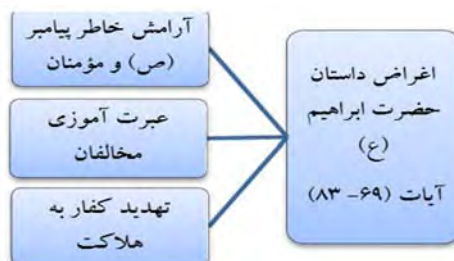 اغراض داستان
حضرت ابراهیم
(ع)
آیات (۶۹- ۸۳)
آرامش خاطر پیامبر
(ص) و مؤمنان
عبرت آموزی
مخالفان
تهدید کفار به
هلاکت